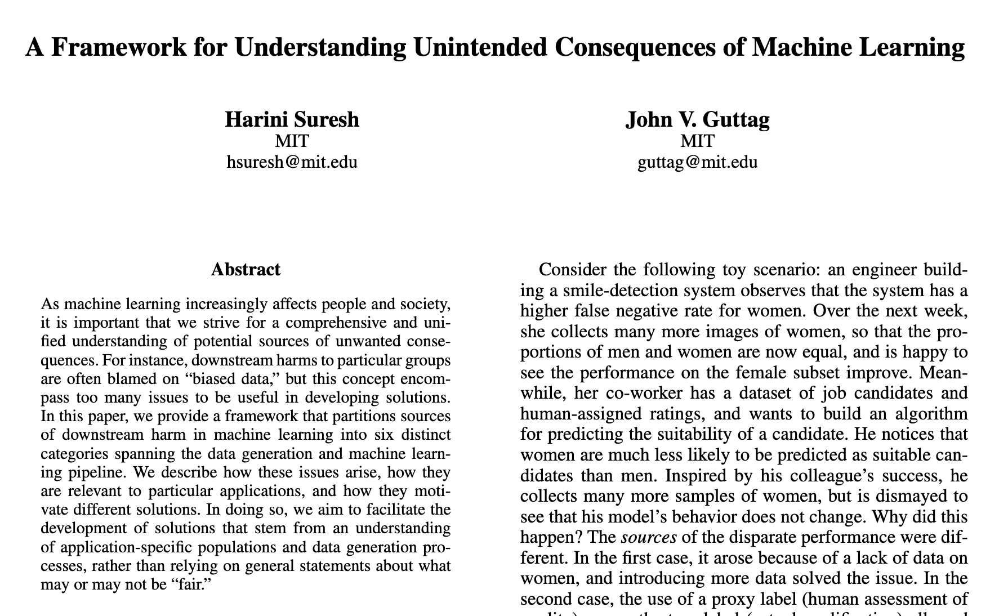 A Framework for Understanding Unintended Consequences of Machine Learning
Harini Suresh
MIT
hsuresh@mit.edu
John V. Guttag
MIT
guttag@mit.edu
Abstract
As machine learning increasingly affects people and society,
it is important that we strive for a comprehensive and uni-
fied understanding of potential sources of unwanted conse-
quences. For instance, downstream harms to particular groups
are often blamed on “biased data,” but this concept encom-
pass too many issues to be useful in developing solutions.
In this paper, we provide a framework that partitions sources
of downstream harm in machine learning into six distinct
categories spanning the data generation and machine learn-
ing pipeline. We describe how these issues arise, how they
are relevant to particular applications, and how they moti-
vate different solutions. In doing so, we aim to facilitate the
development of solutions that stem from an understanding
of application-specific populations and data generation pro-
cesses, rather than relying on general statements about what
may or may not be “fair.”
Consider the following toy scenario: an engineer build-
ing a smile-detection system observes that the system has a
higher false negative rate for women. Over the next week,
she collects many more images of women, so that the pro-
portions of men and women are now equal, and is happy to
see the performance on the female subset improve. Mean-
while, her co-worker has a dataset of job candidates and
human-assigned ratings, and wants to build an algorithm
for predicting the suitability of a candidate. He notices that
women are much less likely to be predicted as suitable can-
didates than men. Inspired by his colleague’s success, he
collects many more samples of women, but is dismayed to
see that his model’s behavior does not change. Why did this
happen? The sources of the disparate performance were dif-
ferent. In the first case, it arose because of a lack of data on
women, and introducing more data solved the issue. In the
second case, the use of a proxy label (human assessment of